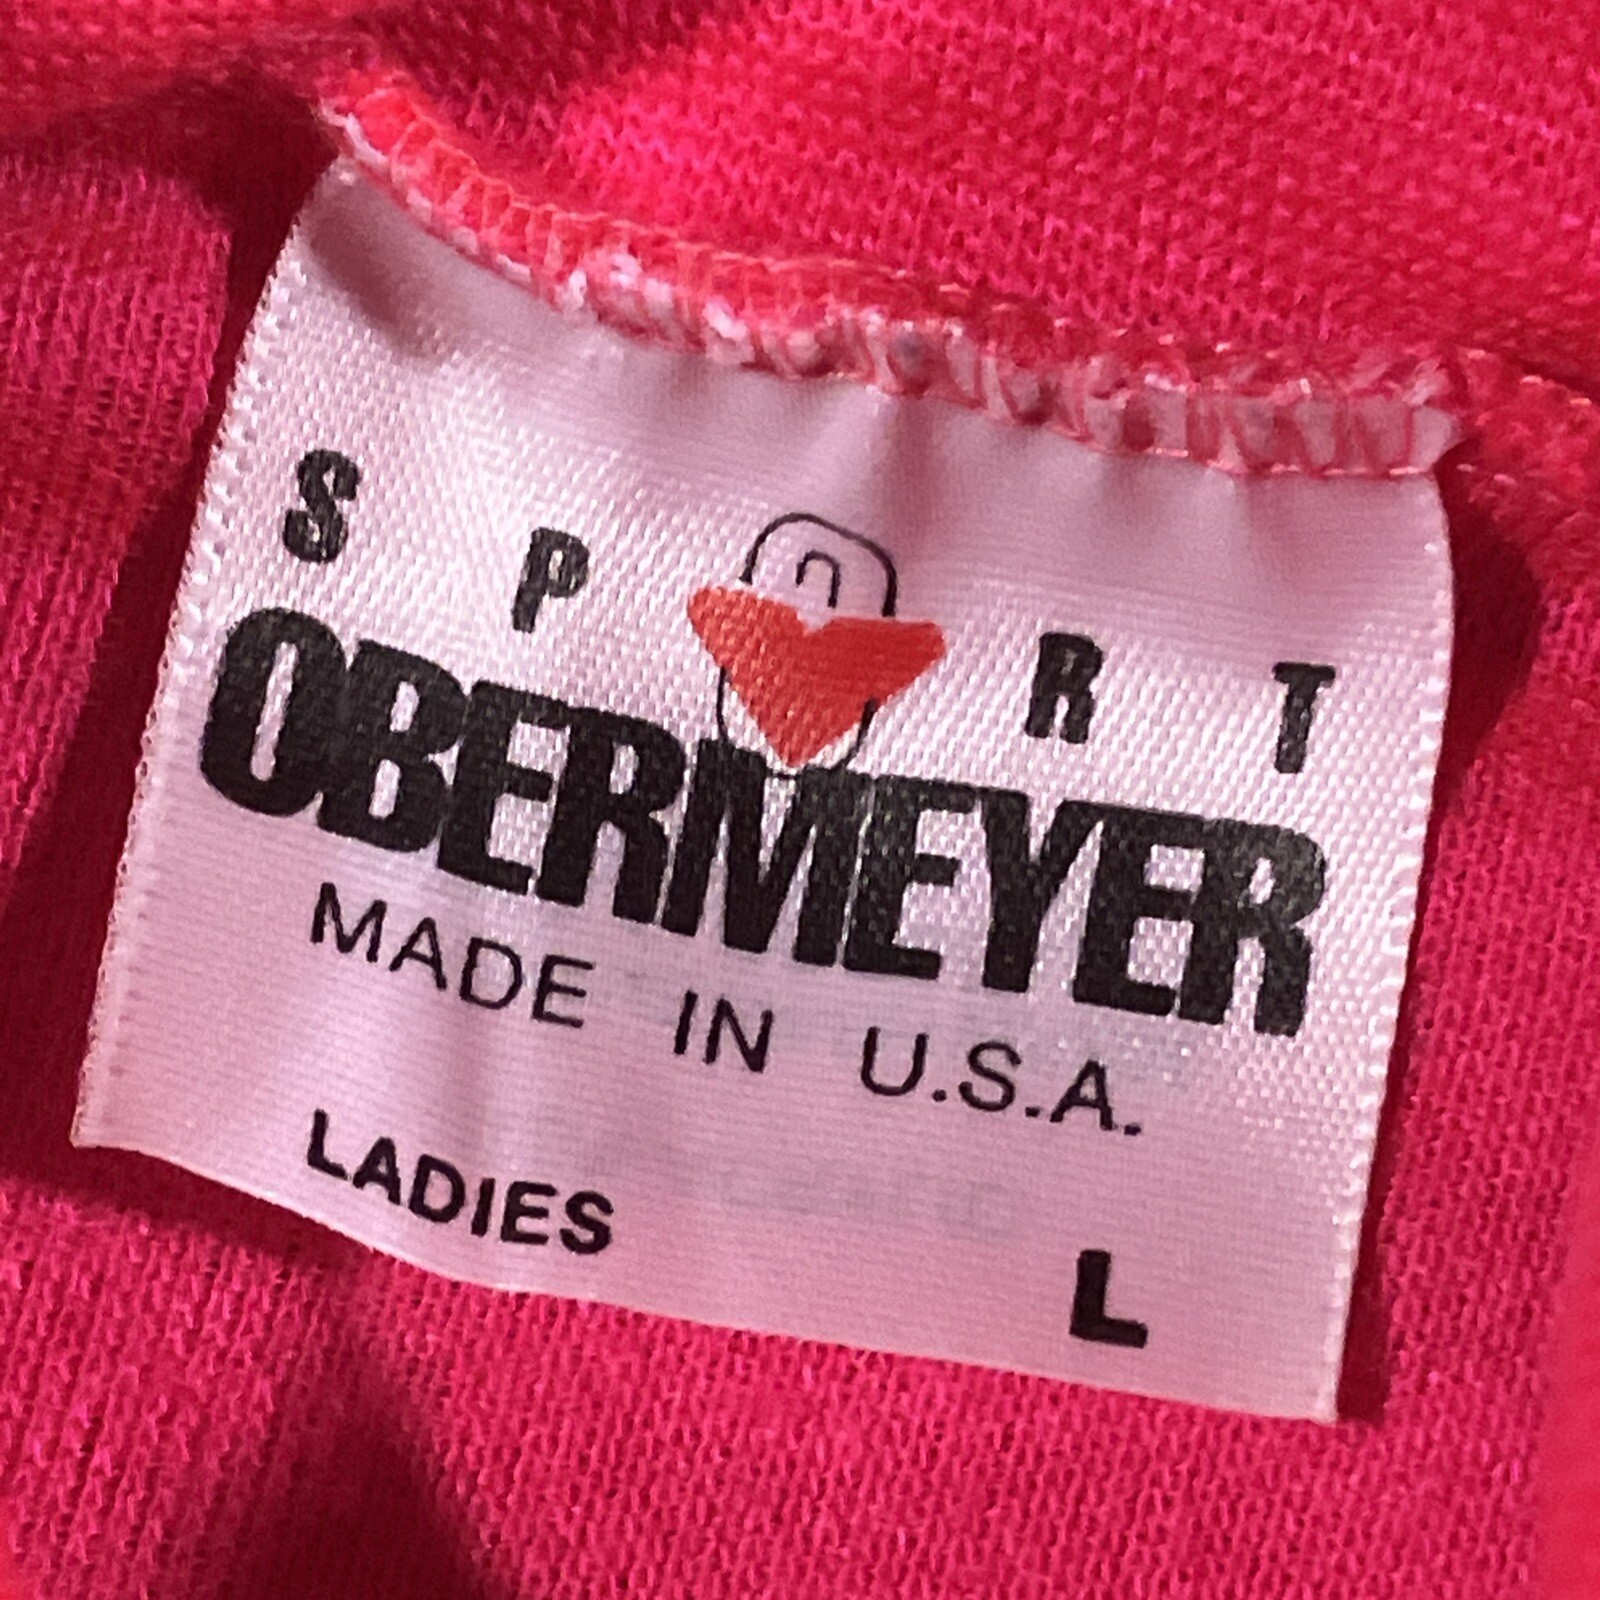 SPORT
OBERMEYER
MADE IN U.S.A.
LADIES L